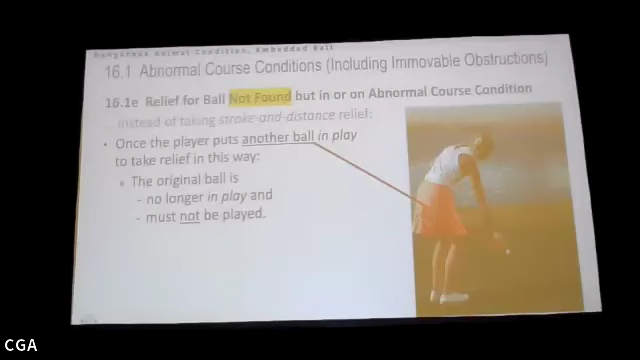 Dangerous Animal Condition, Embedded Ball
16.1 Abnormal Course Conditions (Including Immovable Obstructions)
16.1e Relief for Ball Not Found but in or on Abnormal Course Condition
... instead of taking stroke-and-distance relief:
• Once the player puts another ball in play
to take relief in this way:
The original ball is
- no longer in play and
- must not be played.
CGA